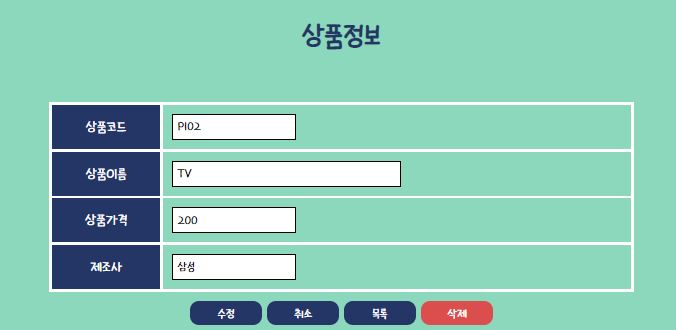 상품정보
상품코드 PI02
상품이름 TV
상품가격 200
제조사 삼성
수정 취소 목록 삭제